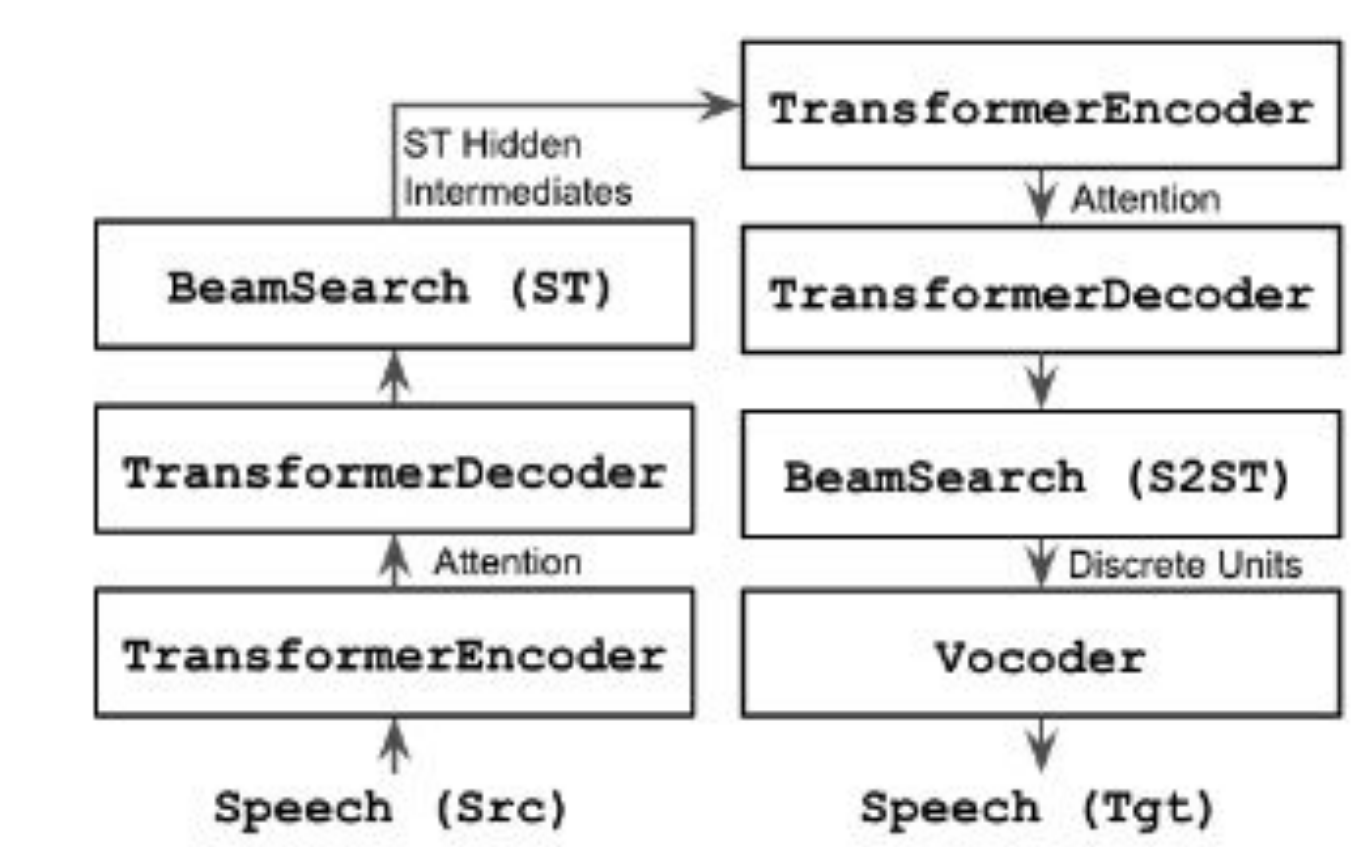 TransformerEncoder
ST Hidden
Intermediates
Attention
BeamSearch (ST)
TransformerDecoder
TransformerDecoder
BeamSearch (S2ST)
Attention
Discrete Units
TransformerEncoder
Vocoder
Speech (Src)
Speech (Tgt)